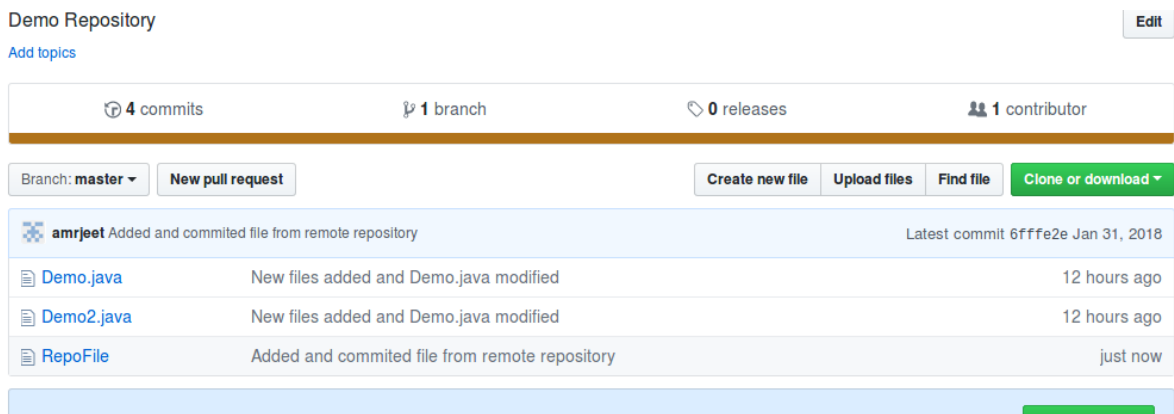 Demo Repository
Edit
Add topics
4 commits
1 branch
0 releases
1 contributor
Branch: master
New pull request
Create new file
Upload files
Find file
Clone or download
amrjeet Added and commited file from remote repository
Latest commit 6fffe2e Jan 31, 2018
Demo.java
New files added and Demo.java modified
12 hours ago
Demo2.java
New files added and Demo.java modified
12 hours ago
RepoFile
Added and commited file from remote repository
just now